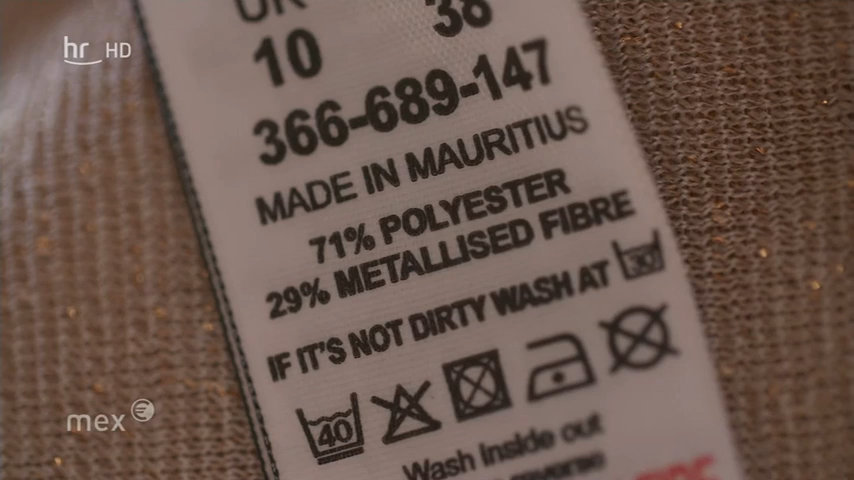 hr HD
UK 38
10
366-689-147
MADE IN MAURITIUS
71% POLYESTER
29% METALLISED FIBRE
IF IT'S NOT DIRTY WASH AT 30
40
Wash Inside out
reverse
mex €